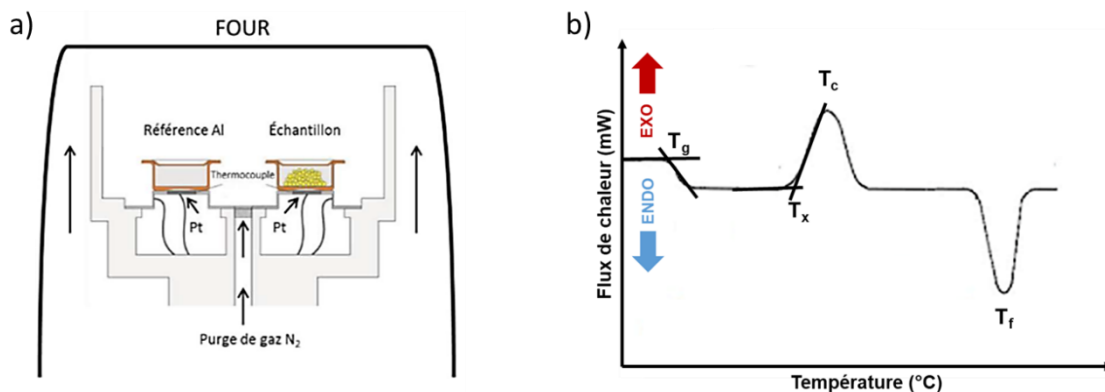 a)
FOUR
Référence Al
Échantillon
Thermocouple
Pt
Pt
Purge de gaz N₂
b)
Flux de chaleur (mW)
EXO
ENDO
Tg
Tx
Tc
Tf
Température (°C)